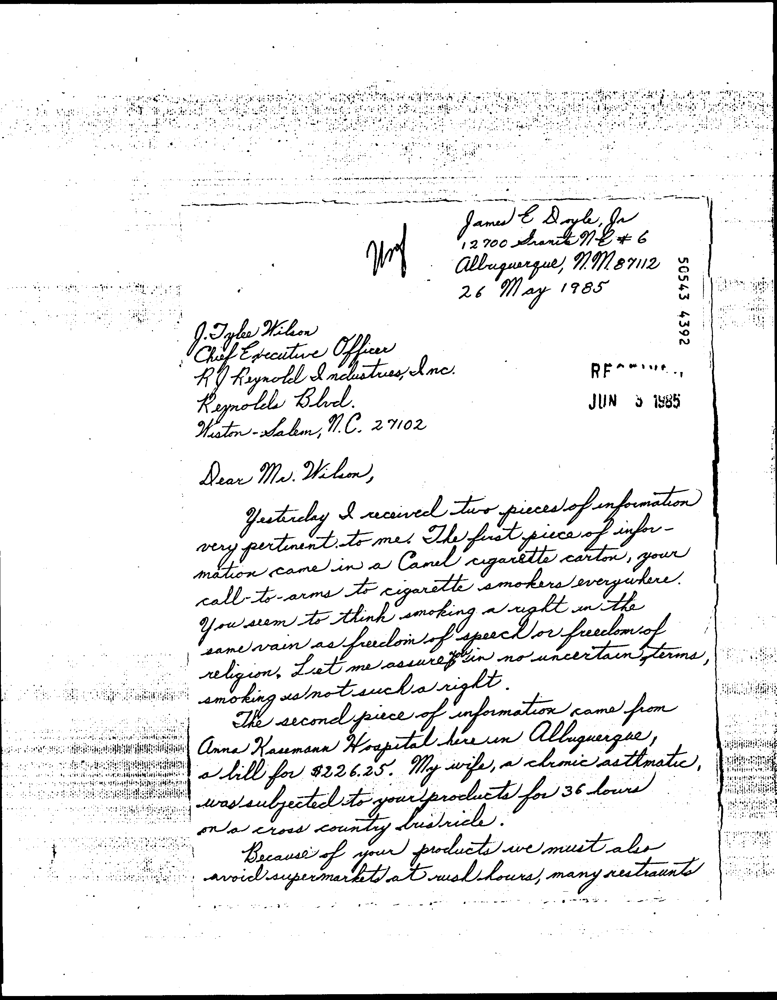 James E Doyle, Jr
12700 Granite NE #6
Albuquerque, N.M 87112
26 May 1985
50543 4392
J. Tylee Wilson
Chief Executive Officer
RJ Reynold Industries, Inc.
Reynolds Blvd.
Wiston-Salem, N.C. 27102
JUN 5 1985
Dear Mr. Wilson,
Yesterday I received two pieces of information
very pertinent to me. The first piece of infor-
mation came in a Camel cigarette carton, your
call-to-arms to cigarette smokers everywhere.
You seem to think smoking a right in the
same vain as freedom of speech or freedom of
religion. Let me assure you in no uncertain terms,
smoking is not such a right.
The second piece of information came from
Anna Kasemann Hospital here in Albuquerque,
a bill for $226.25. My wife, a chronic asthmatic,
was subjected to your products for 36 hours
on a cross country bus ride.
Because of your products we must also
avoid supermarkets at rush hours, many restraunts